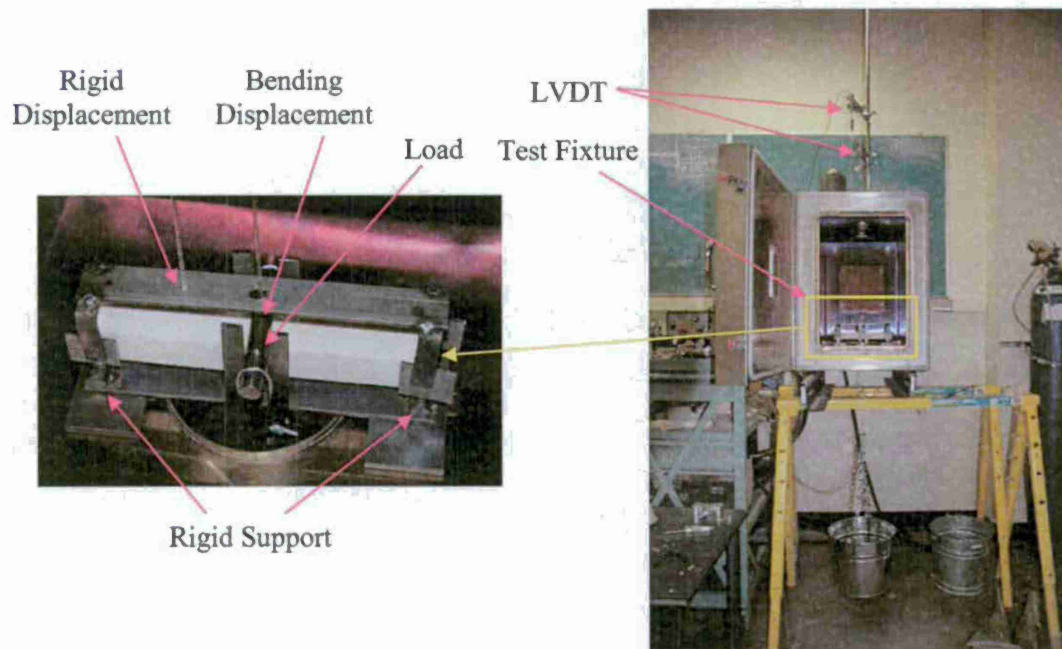 Rigid
Displacement
Bending
Displacement
Load
LVDT
Test Fixture
Rigid Support